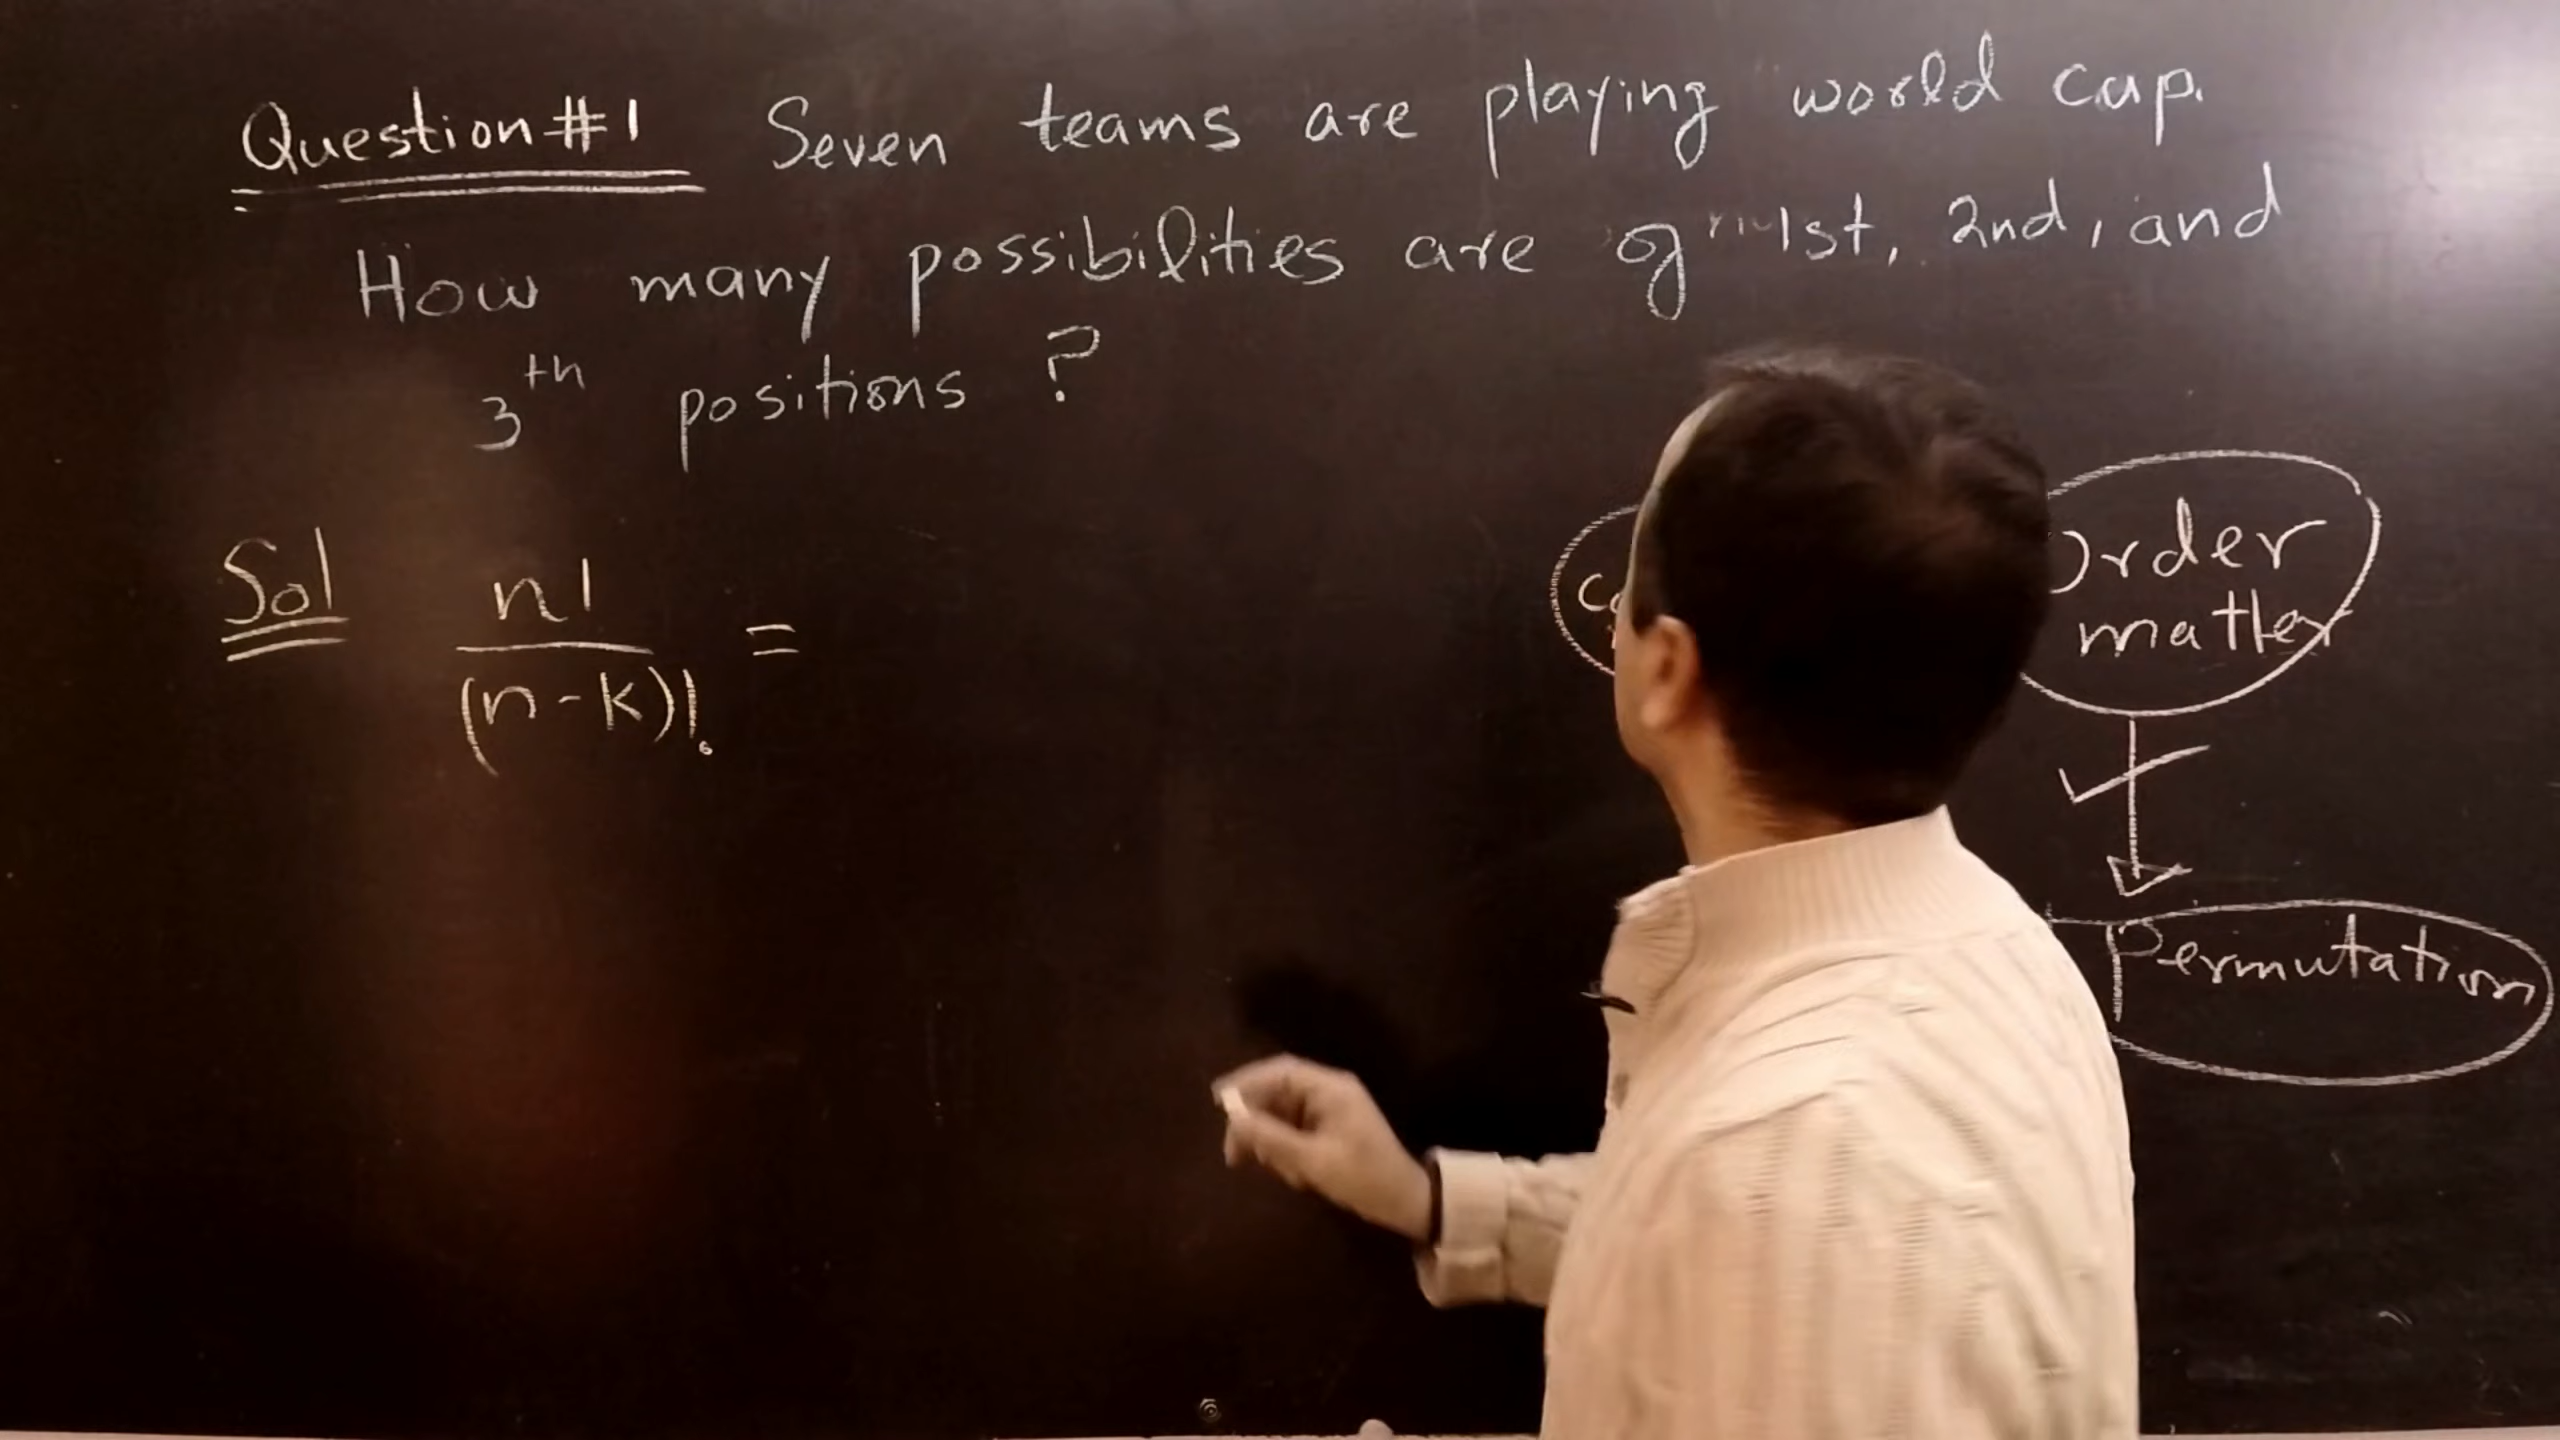 Question #1 Seven teams are playing world cup.
How many possibilities are of 1st, 2nd, and
3th positions ?
Sol n! / (n-k)! =
Order
matter
Permutation